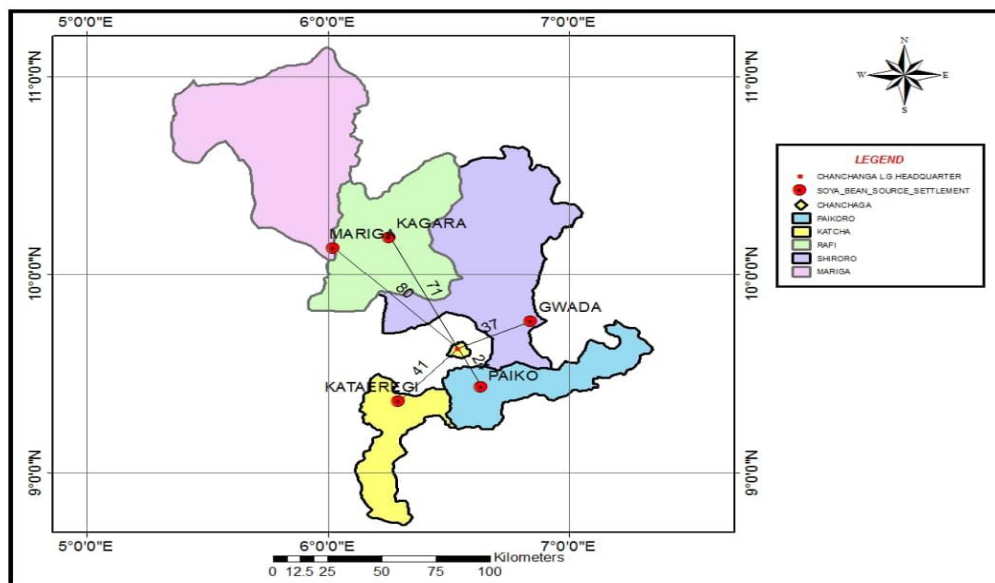 5°0'0"E 6°0'0"E 7°0'0"E
11°0'0"N 11°0'0"N
10°0'0"N 10°0'0"N
9°0'0"N 9°0'0"N
N
W E
S
LEGEND
CHANCHANGA L.G.HEADQUARTER
SOYA_BEAN_SOURCE_SETTLEMENT
CHANCHAGA
PAIKORO
KATCHA
RAFI
SHIRORO
MARIGA
KAGARA
MARIGA
80
71
GWADA
37
41
PAIKO
KATAEREGI
5°0'0"E 6°0'0"E 7°0'0"E
Kilometers
0 12.5 25 50 75 100